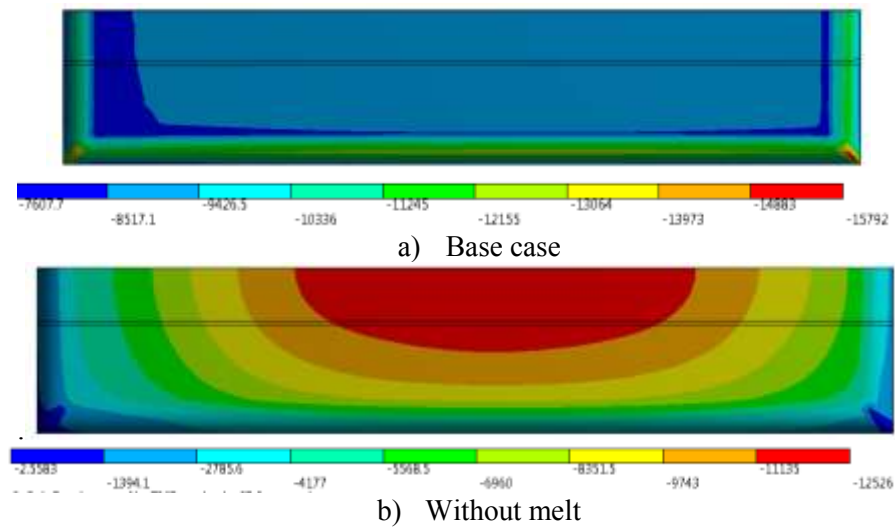 -7607.7 -9426.5 -11245 -13064 -14883
-8517.1 -10336 -12155 -13973 -15792
a) Base case
-2.5583 -2785.6 -5568.5 -8351.5 -11135
-1394.1 -4177 -6960 -9743 -12526
b) Without melt